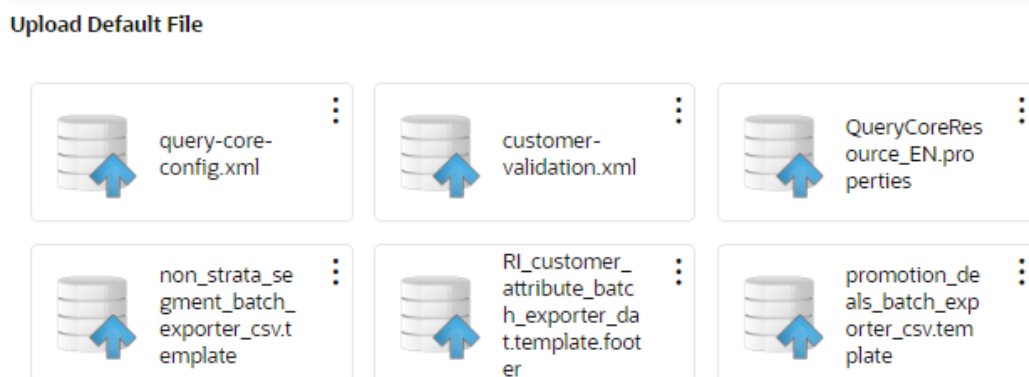 Upload Default File
query-core-
config.xml
customer-
validation.xml
QueryCoreRes
ource_EN.pro
perties
non_strata_se
gment_batch_
exporter_csv.t
emplate
RI_customer_
attribute_batc
h_exporter_da
t.template.foot
er
promotion_de
als_batch_exp
orter_csv.tem
plate